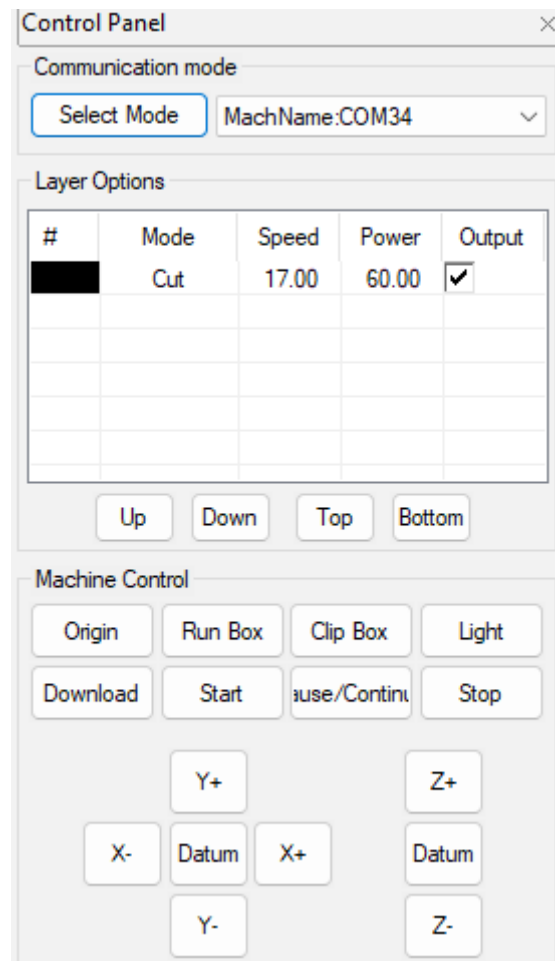 Control Panel
Communication mode
Select Mode MachName:COM34
Layer Options
# Mode Speed Power Output
Cut 17.00 60.00
Up Down Top Bottom
Machine Control
Origin Run Box Clip Box Light
Download Start ause/Continu Stop
Y+ Z+
X- Datum X+ Datum
Y- Z-